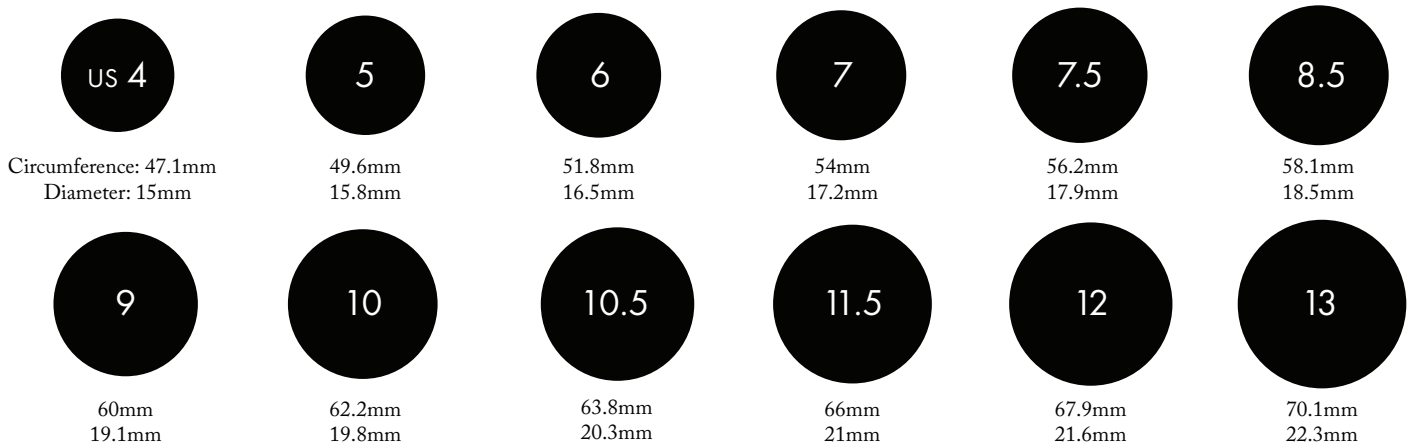 US 4
5
6
7
7.5
8.5
Circumference: 47.1mm
Diameter: 15mm
49.6mm
15.8mm
51.8mm
16.5mm
54mm
17.2mm
56.2mm
17.9mm
58.1mm
18.5mm
9
10
10.5
11.5
12
13
60mm
19.1mm
62.2mm
19.8mm
63.8mm
20.3mm
66mm
21mm
67.9mm
21.6mm
70.1mm
22.3mm